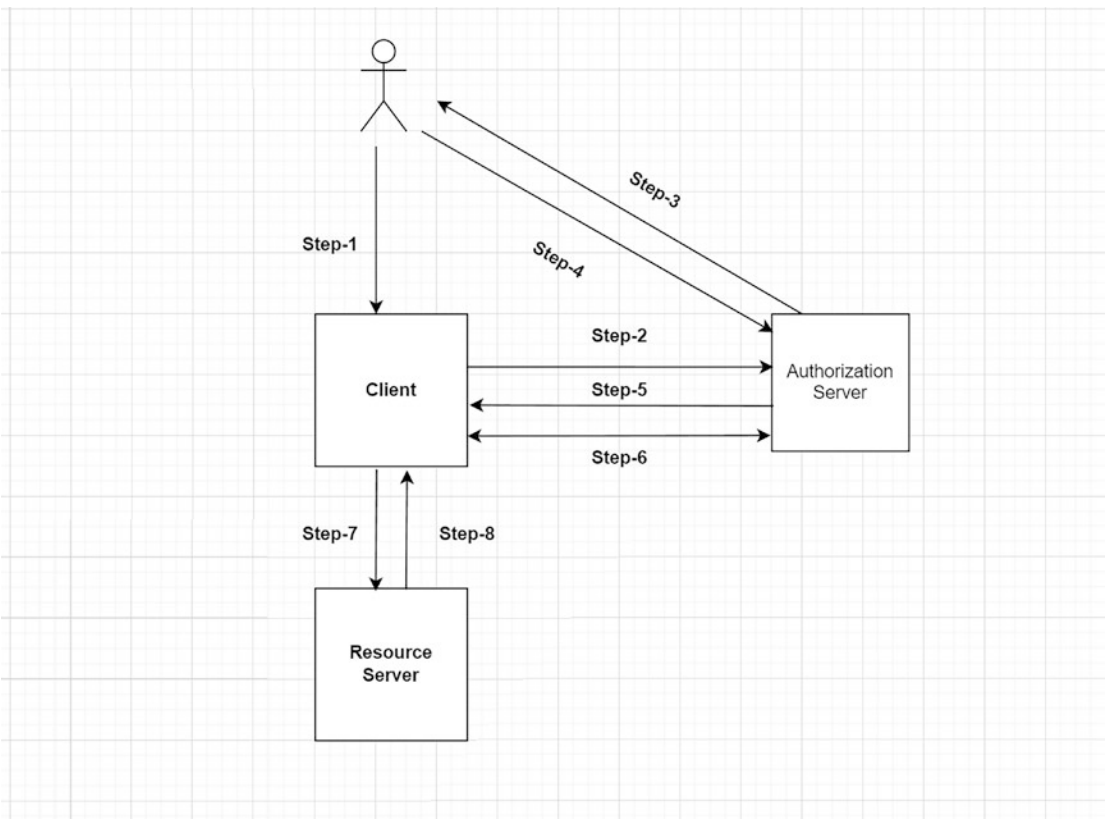 Step-3
Step-1
Step-4
Step-2
Client
Authorization
Server
Step-5
Step-6
Step-7
Step-8
Resource
Server